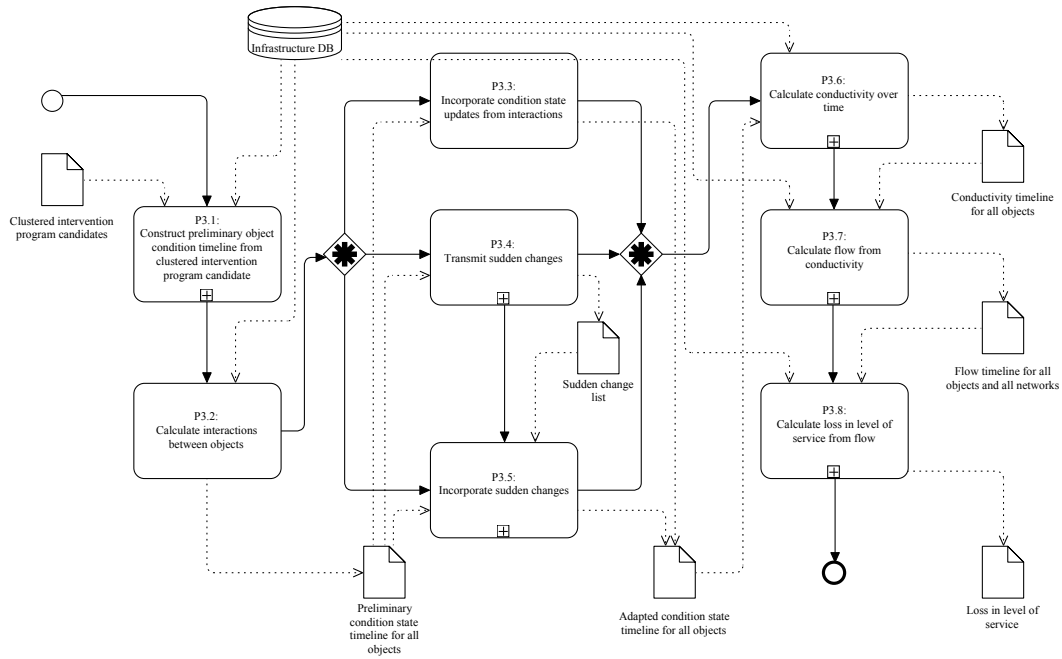 Infrastructure DB
Clustered intervention
program candidates
P3.1:
Construct preliminary object
condition timeline from
clustered intervention
program candidate
P3.2:
Calculate interactions
between objects
P3.3:
Incorporate condition state
updates from interactions
P3.4:
Transmit sudden changes
Sudden change
list
P3.5:
Incorporate sudden changes
Preliminary
condition state
timeline for all
objects
Adapted condition state
timeline for all objects
P3.6:
Calculate conductivity over
time
Conductivity timeline
for all objects
P3.7:
Calculate flow from
conductivity
Flow timeline for all
objects and all networks
P3.8:
Calculate loss in level of
service from flow
Loss in level of
service